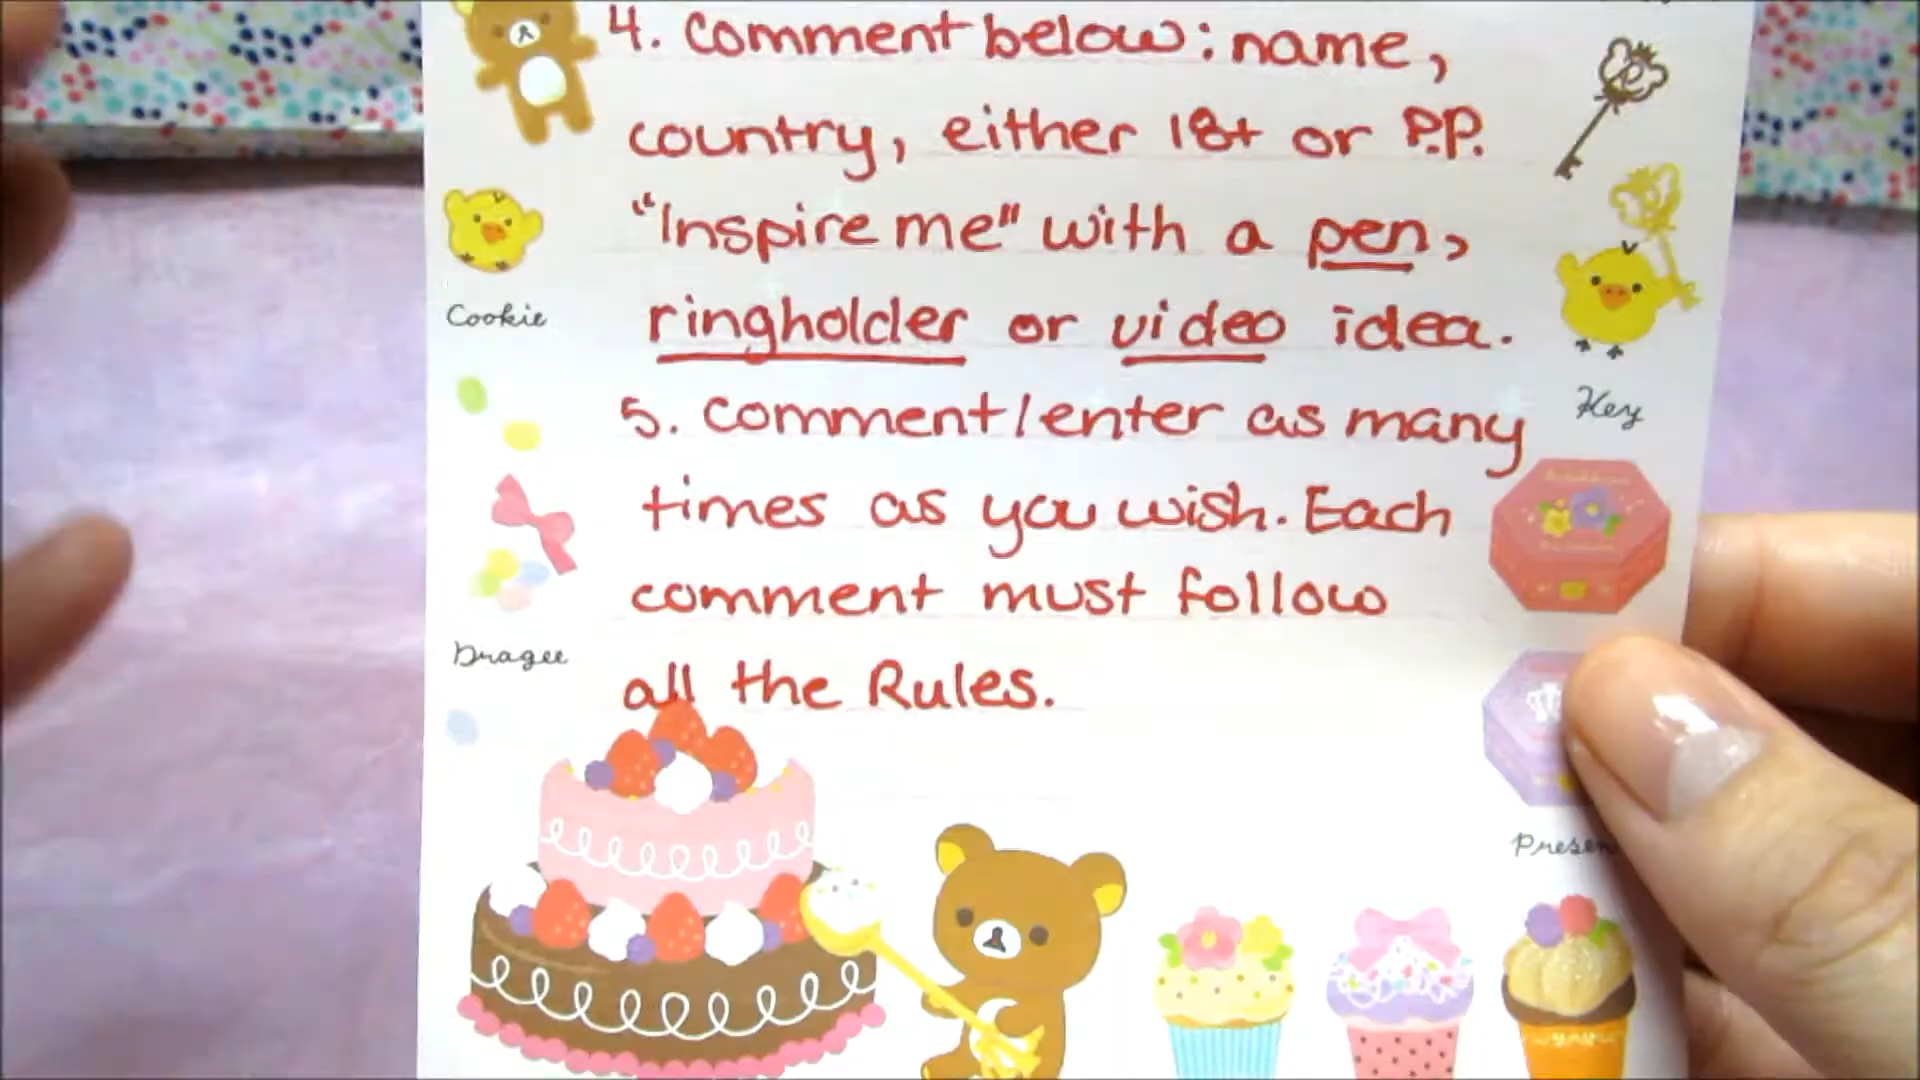 4. Comment below: name,
country, either 18+ or P.P.
"Inspire me" with a pen,
ringholder or video idea.
5. Comment/enter as many
times as you wish. Each
comment must follow
all the Rules.
Cookie
Dragee
Key